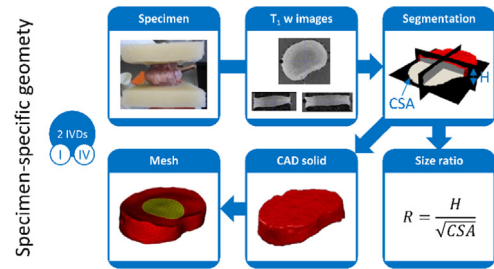 Specimen-specific geometry
Specimen
T₁ w images
Segmentation
H
CSA
2 IVDs
I IV
Mesh
CAD solid
Size ratio
R = H / √CSA